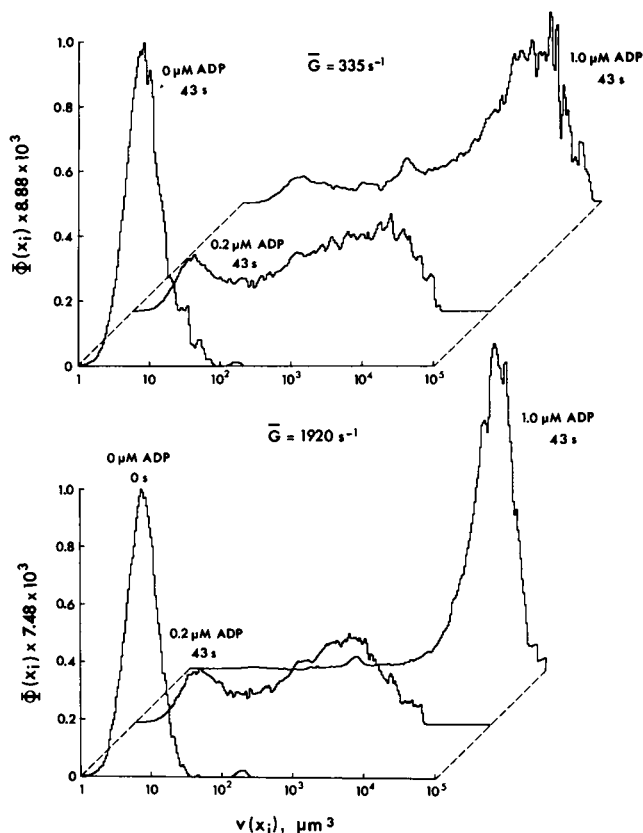 G̅ = 335 s⁻¹
0 μM ADP
43 s
1.0 μM ADP
43 s
0.2 μM ADP
43 s
1.0
0.8
0.6
0.4
0.2
0
Φ̅(xᵢ) x 8.88 x 10³
1 10 10² 10³ 10⁴ 10⁵
G̅ = 1920 s⁻¹
1.0 μM ADP
43 s
0 μM ADP
0 s
0.2 μM ADP
43 s
1.0
0.8
0.6
0.4
0.2
0
Φ̅(xᵢ) x 7.48 x 10³
1 10 10² 10³ 10⁴ 10⁵
v(xᵢ), μm³